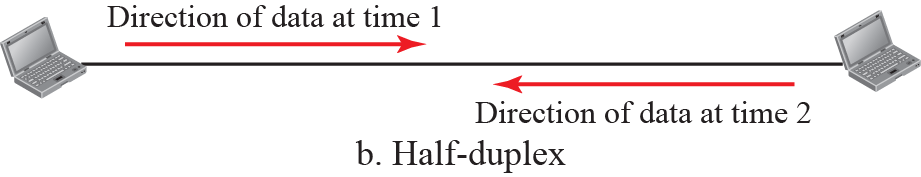 Direction of data at time 1
Direction of data at time 2
b. Half-duplex